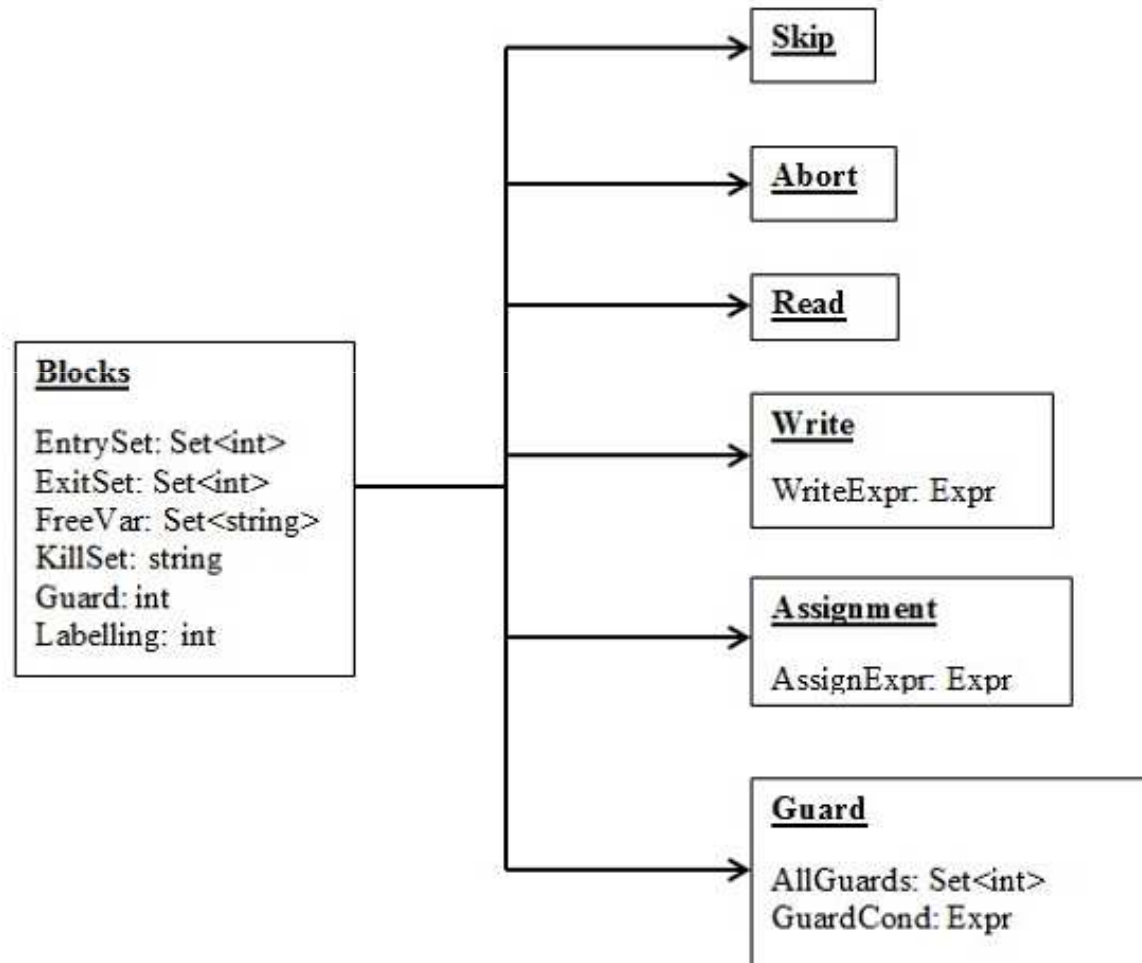 Skip
Abort
Read
Blocks
EntrySet: Set<int>
ExitSet: Set<int>
FreeVar: Set<string>
KillSet: string
Guard: int
Labelling: int
Write
WriteExpr: Expr
Assignment
AssignExpr: Expr
Guard
AllGuards: Set<int>
GuardCond: Expr